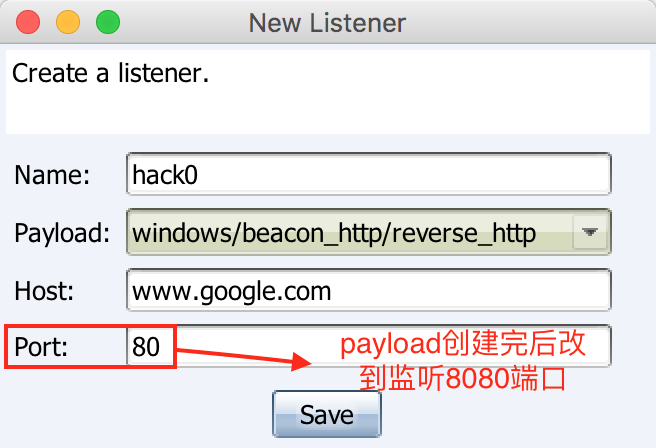 New Listener
Create a listener.
Name: hack0
Payload: windows/beacon_http/reverse_http
Host: www.google.com
Port: 80
payload创建完后改
到监听8080端口
Save